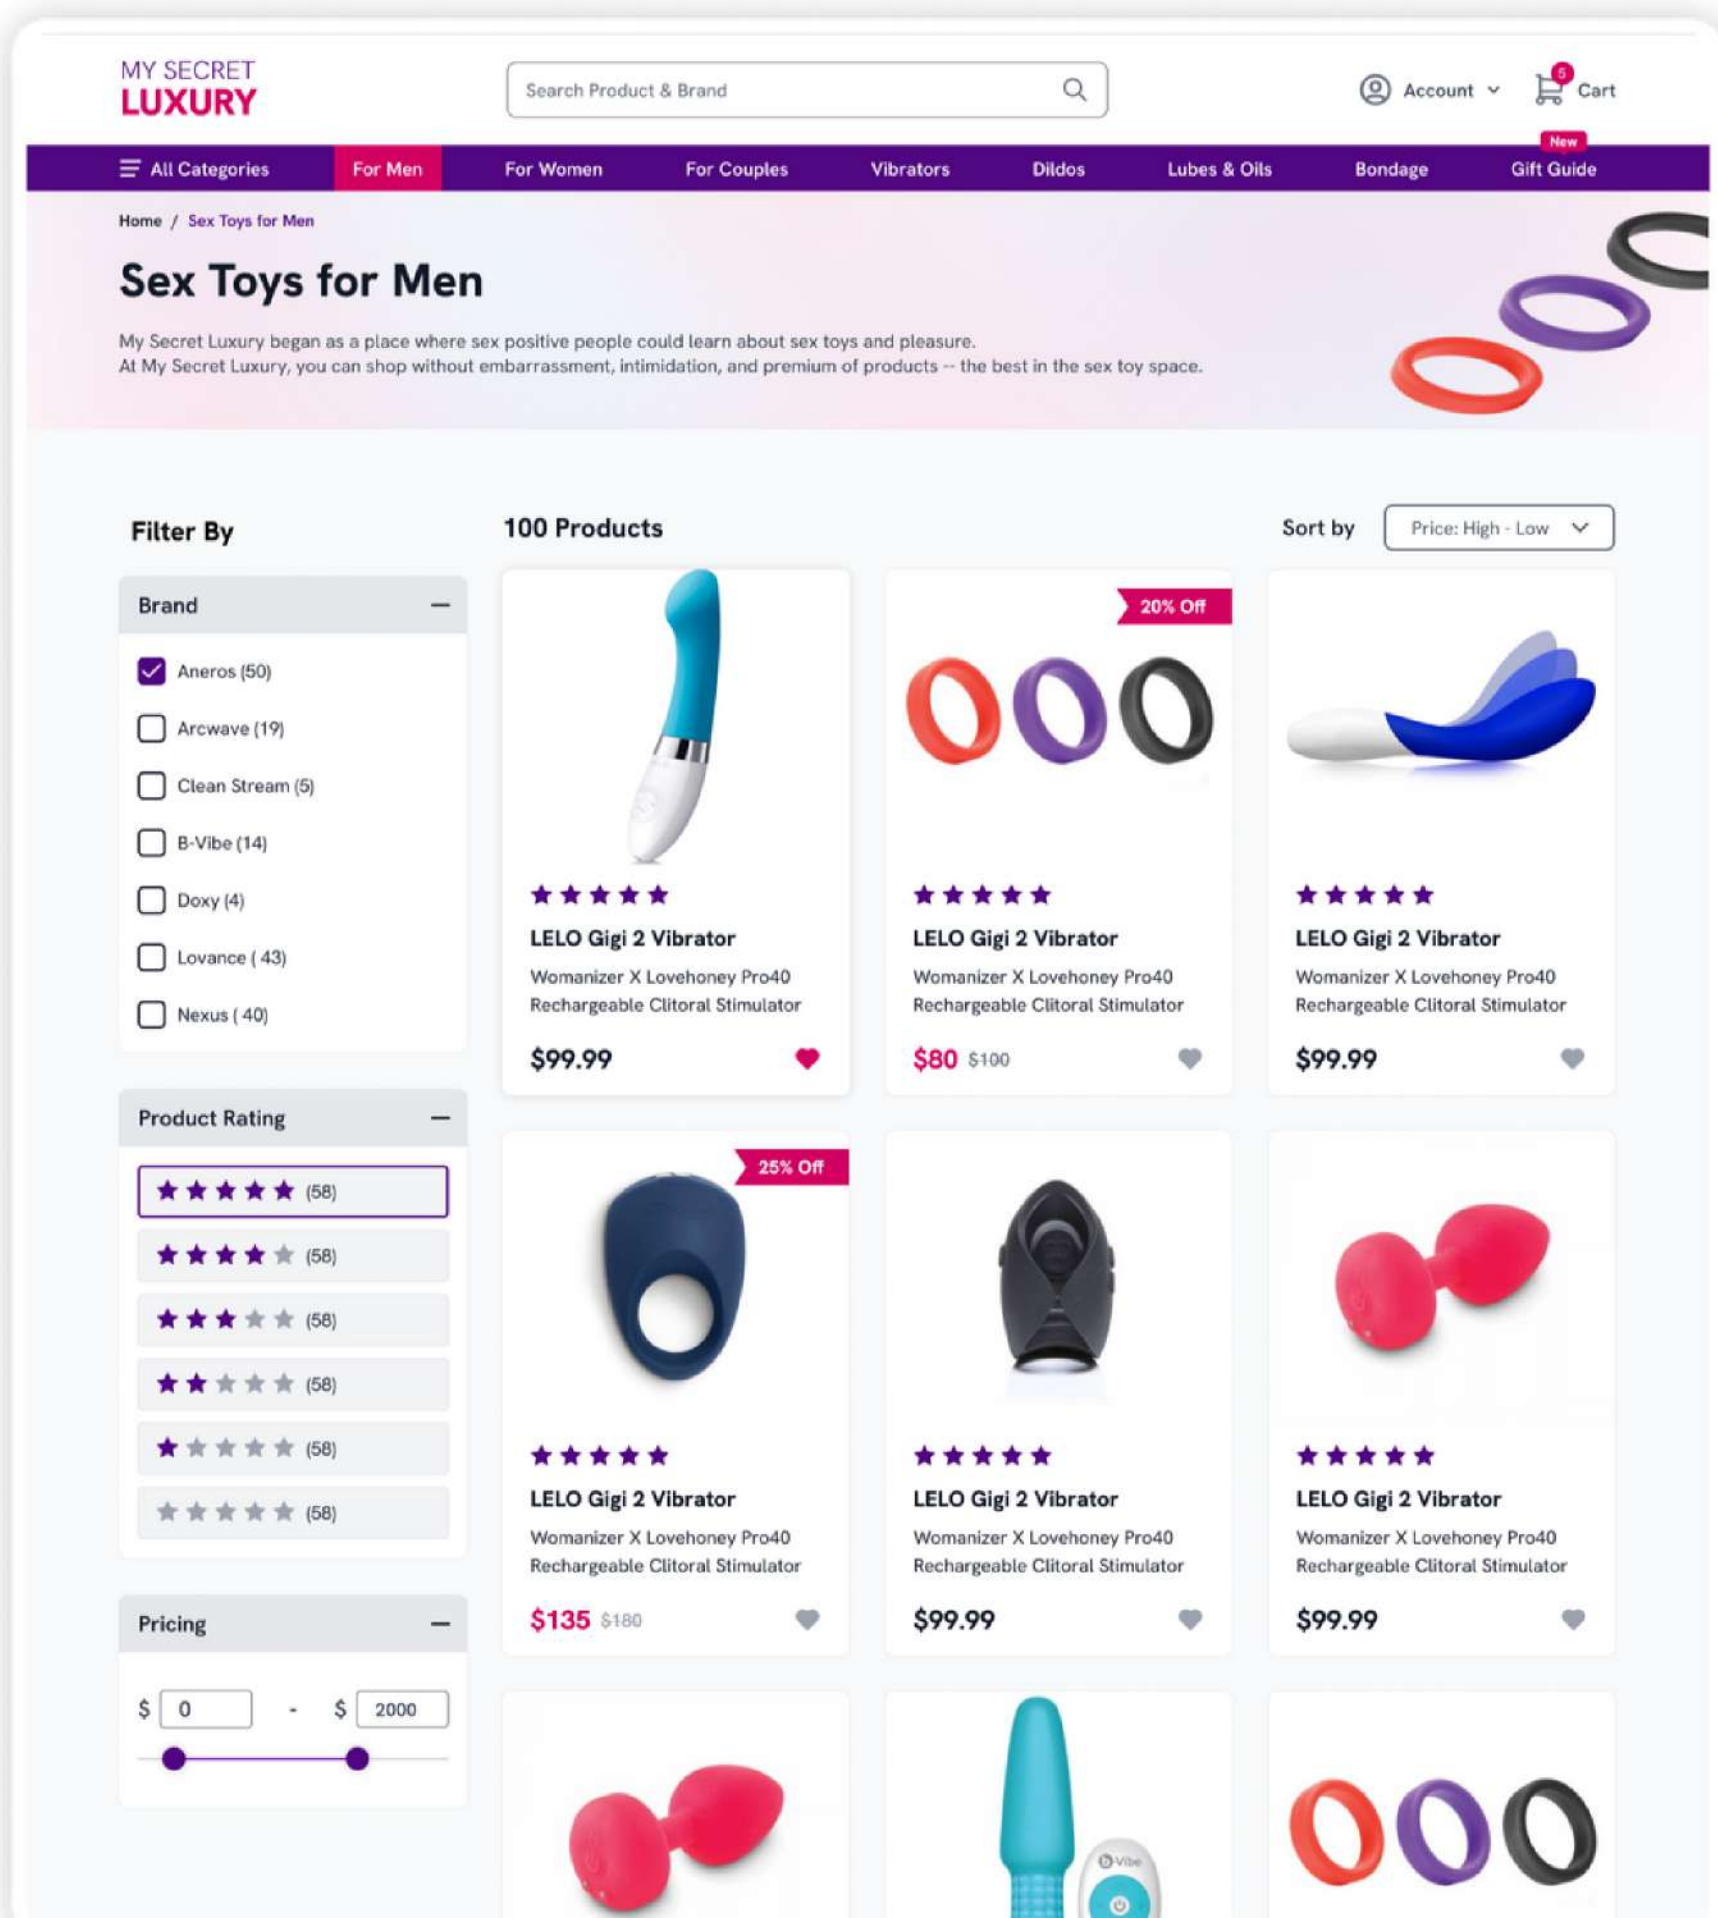 MY SECRET
LUXURY
Search Product & Brand
Account
5
Cart
All Categories
For Men
For Women
For Couples
Vibrators
Dildos
Lubes & Oils
Bondage
New
Gift Guide
Home / Sex Toys for Men
Sex Toys for Men
My Secret Luxury began as a place where sex positive people could learn about sex toys and pleasure.
At My Secret Luxury, you can shop without embarrassment, intimidation, and premium of products -- the best in the sex toy space.
Filter By
Brand
Aneros (50)
Arcwave (19)
Clean Stream (5)
B-Vibe (14)
Doxy (4)
Lovance ( 43)
Nexus ( 40)
Product Rating
(58)
(58)
(58)
(58)
(58)
(58)
Pricing
$ 0 - $ 2000
100 Products
Sort by
Price: High - Low
LELO Gigi 2 Vibrator
Womanizer X Lovehoney Pro40
Rechargeable Clitoral Stimulator
$99.99
20% Off
LELO Gigi 2 Vibrator
Womanizer X Lovehoney Pro40
Rechargeable Clitoral Stimulator
$80 $100
LELO Gigi 2 Vibrator
Womanizer X Lovehoney Pro40
Rechargeable Clitoral Stimulator
$99.99
25% Off
LELO Gigi 2 Vibrator
Womanizer X Lovehoney Pro40
Rechargeable Clitoral Stimulator
$135 $180
LELO Gigi 2 Vibrator
Womanizer X Lovehoney Pro40
Rechargeable Clitoral Stimulator
$99.99
LELO Gigi 2 Vibrator
Womanizer X Lovehoney Pro40
Rechargeable Clitoral Stimulator
$99.99
b-Vibe